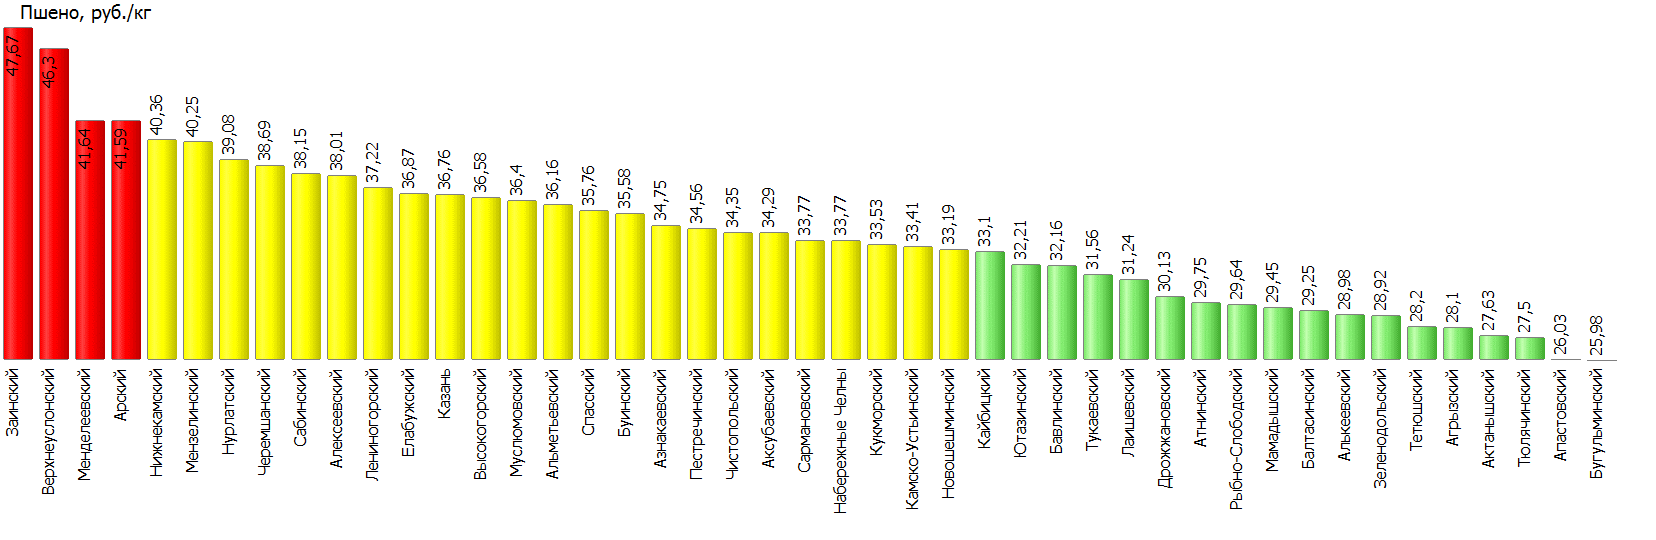 Пшено, руб./кг
47,67
46,3
41,64
41,59
40,36
40,25
39,08
38,69
38,15
38,01
37,22
36,87
36,76
36,58
36,4
36,16
35,76
35,58
34,75
34,56
34,35
34,29
33,77
33,77
33,53
33,41
33,19
33,1
32,21
32,16
31,56
31,24
30,13
29,75
29,64
29,45
29,25
28,98
28,92
28,2
28,1
27,63
27,5
26,03
25,98
Заинский
Верхнеуслонский
Менделеевский
Арский
Нижнекамский
Мензелинский
Нурлатский
Черемшанский
Сабинский
Алексеевский
Лениногорский
Елабужский
Казань
Высокогорский
Муслюмовский
Альметьевский
Спасский
Буинский
Азнакаевский
Пестречинский
Чистопольский
Аксубаевский
Сармановский
Набережные Челны
Кукморский
Камско-Устьинский
Новошешминский
Кайбицкий
Ютазинский
Бавлинский
Тукаевский
Лаишевский
Дрожжановский
Атнинский
Рыбно-Слободский
Мамадышский
Балтасинский
Алькеевский
Зеленодольский
Тетюшский
Агрызский
Актанышский
Тюлячинский
Апастовский
Бугульминский